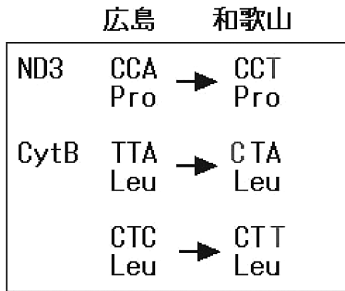 広島 和歌山
ND3 CCA → CCT
Pro Pro
CytB TTA → CTA
Leu Leu
CTC → CTT
Leu Leu